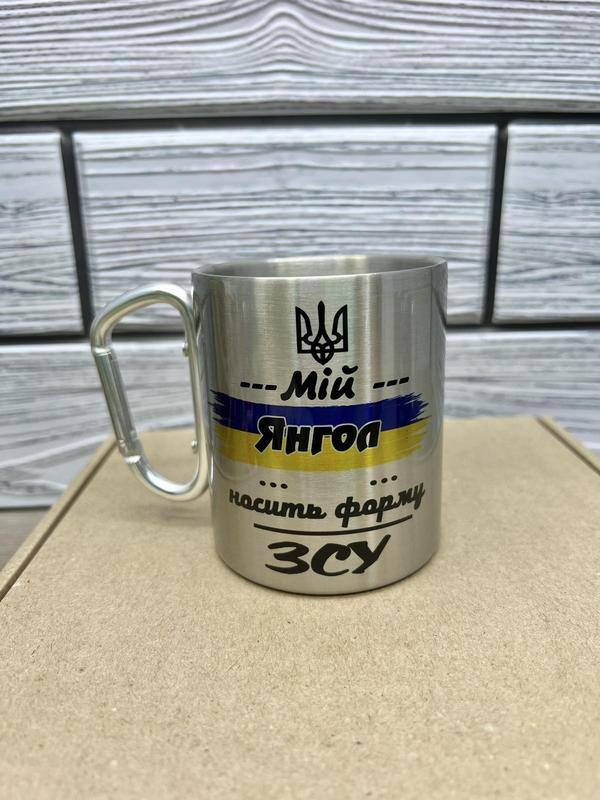 --- Мій ---
Янгол
... ...
носить форму
ЗСУ